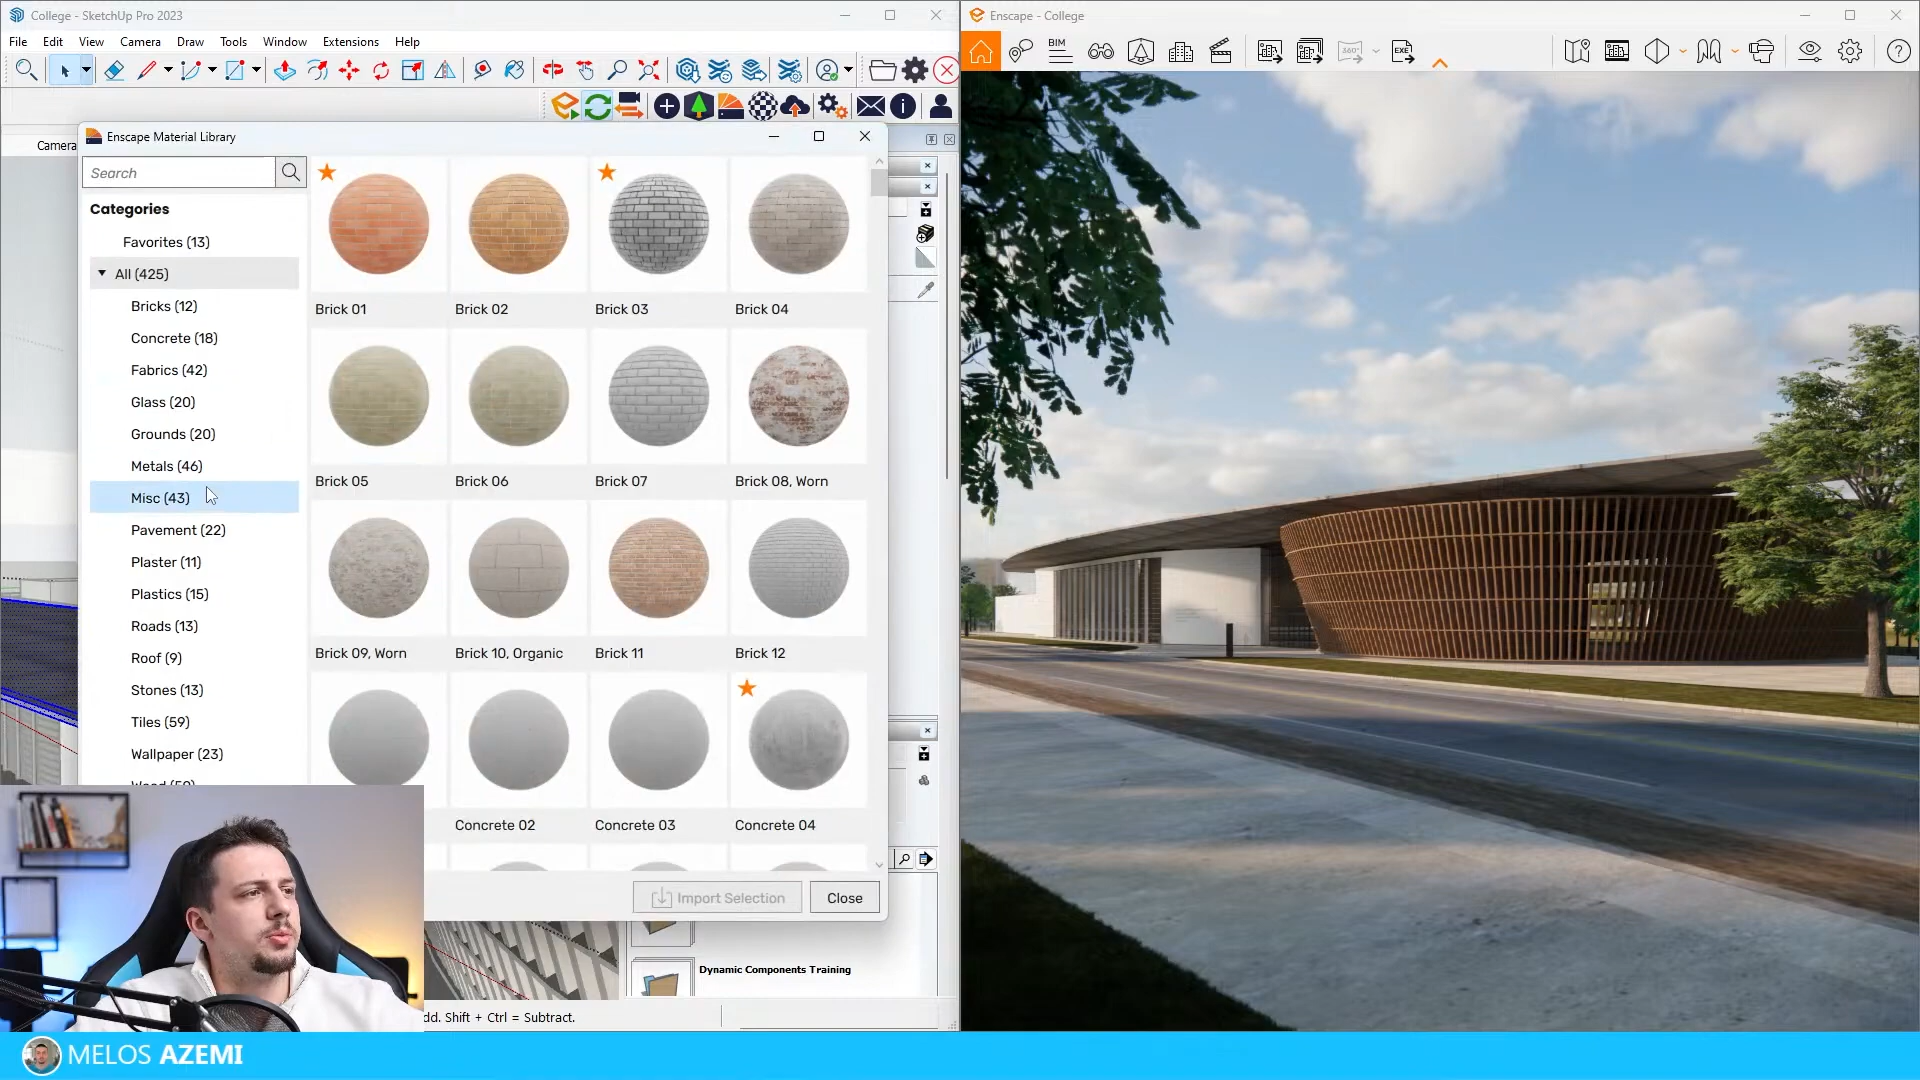 College - SketchUp Pro 2023
File Edit View Camera Draw Tools Window Extensions Help
Camera
Enscape Material Library
Search
Categories
Favorites (13)
All (425)
Bricks (12)
Concrete (18)
Fabrics (42)
Glass (20)
Grounds (20)
Metals (46)
Misc (43)
Pavement (22)
Plaster (11)
Plastics (15)
Roads (13)
Roof (9)
Stones (13)
Tiles (59)
Wallpaper (23)
Brick 01 Brick 02 Brick 03 Brick 04
Brick 05 Brick 06 Brick 07 Brick 08, Worn
Brick 09, Worn Brick 10, Organic Brick 11 Brick 12
Concrete 02 Concrete 03 Concrete 04
Import Selection Close
Dynamic Components Training
dd. Shift + Ctrl = Subtract.
Enscape - College
BIM
360°
EXE
MELOS AZEMI